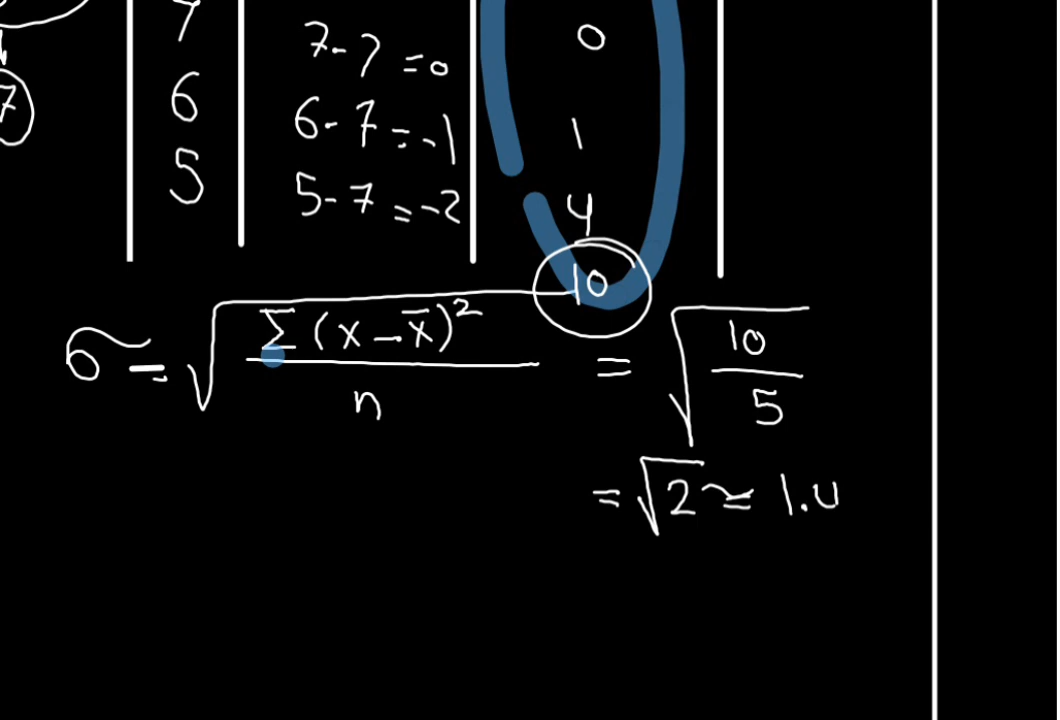 7 7-7=0 0
7 6 6-7=-1 1
5 5-7=-2 4
10
σ = √(Σ(x-x̄)²/n) = √(10/5)
=√2 ≃ 1.4